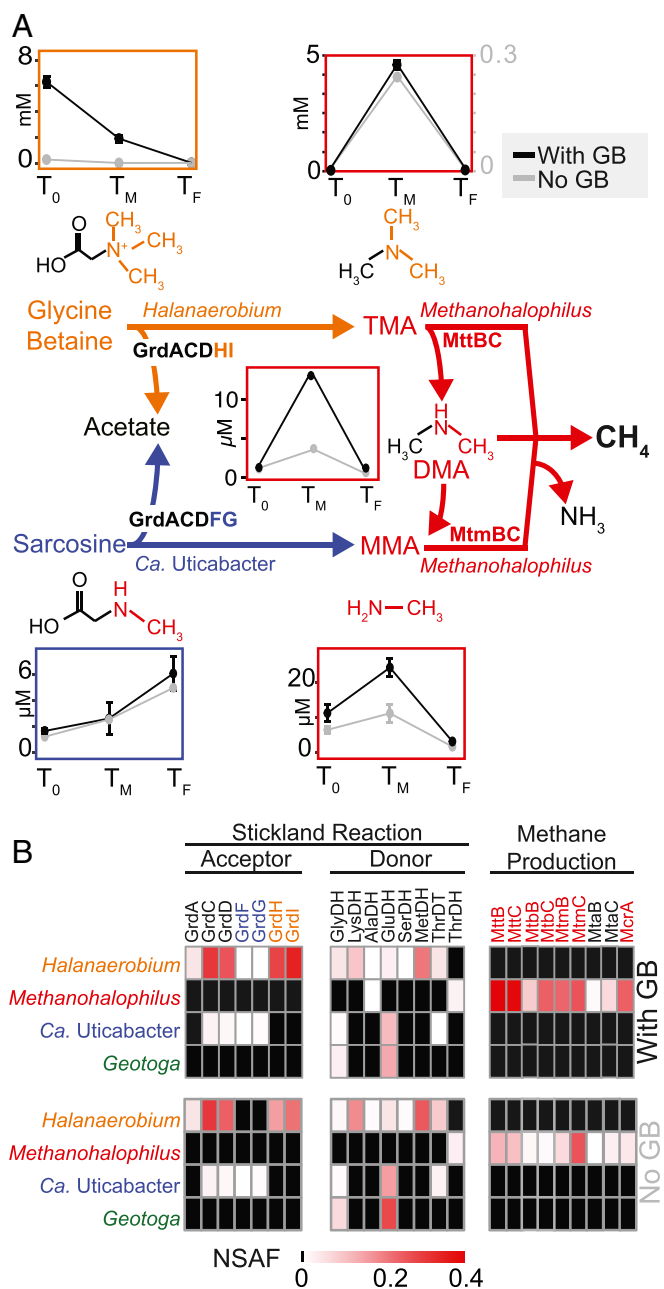 A
8
mM
0
T0 TM TF
5
mM
0
0.3
0
T0 TM TF
With GB
No GB
O
HO
N+
CH3
CH3
CH3
CH3
N
H3C
CH3
Glycine
Betaine
Halanaerobium
GrdACDHI
TMA
Methanohalophilus
MttBC
Acetate
10
µM
0
T0 TM TF
H
N
H3C
CH3
DMA
CH4
NH3
GrdACDFG
Sarcosine
Ca. Uticabacter
MMA
MtmBC
Methanohalophilus
O
HO
H
N
CH3
H2N—CH3
6
µM
0
T0 TM TF
20
µM
0
T0 TM TF
B
Stickland Reaction
Acceptor
Donor
Methane
Production
GrdA GrdC GrdD GrdF GrdG GrdH GrdI
GlyDH LysDH AlaDH GluDH SerDH MetDH ThrDT ThrDH
MttB MttC MtbB MtbC MtmB MtmC MtaB MtaC McrA
Halanaerobium
Methanohalophilus
Ca. Uticabacter
Geotoga
With GB
Halanaerobium
Methanohalophilus
Ca. Uticabacter
Geotoga
No GB
NSAF
0 0.2 0.4